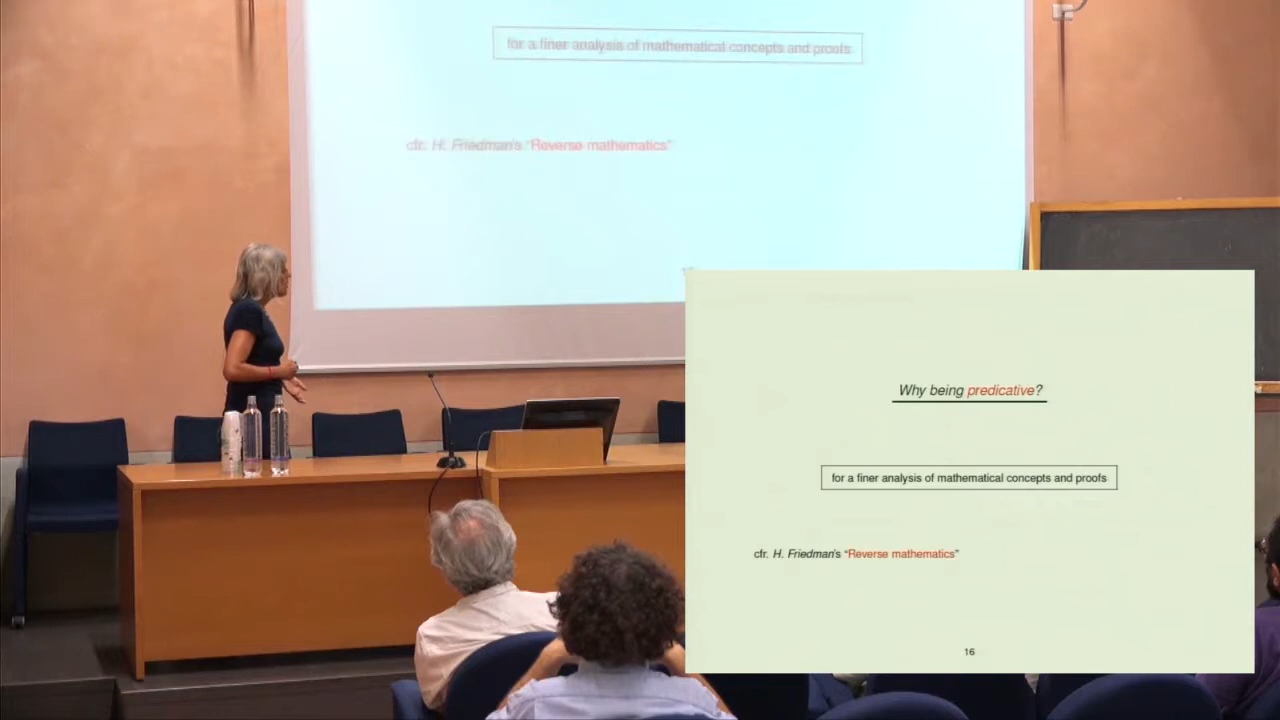 for a finer analysis of mathematical concepts and proofs
cfr. H. Friedman's "Reverse mathematics"
Why being predicative?
for a finer analysis of mathematical concepts and proofs
cfr. H. Friedman's “Reverse mathematics”
16